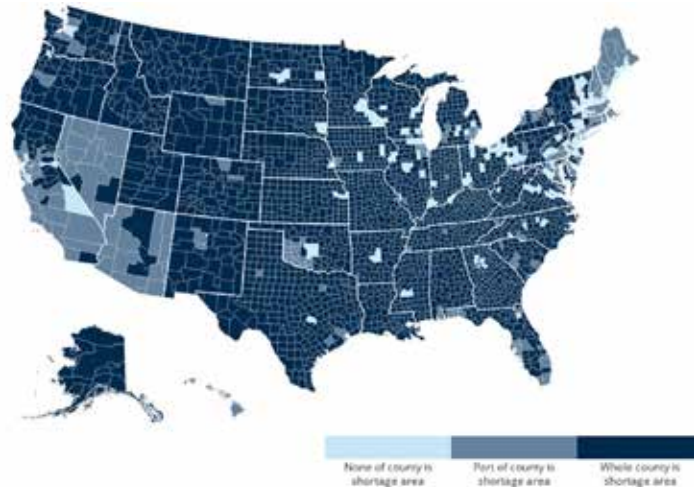 None of county is
shortage area
Part of county is
shortage area
Whole county is
shortage area